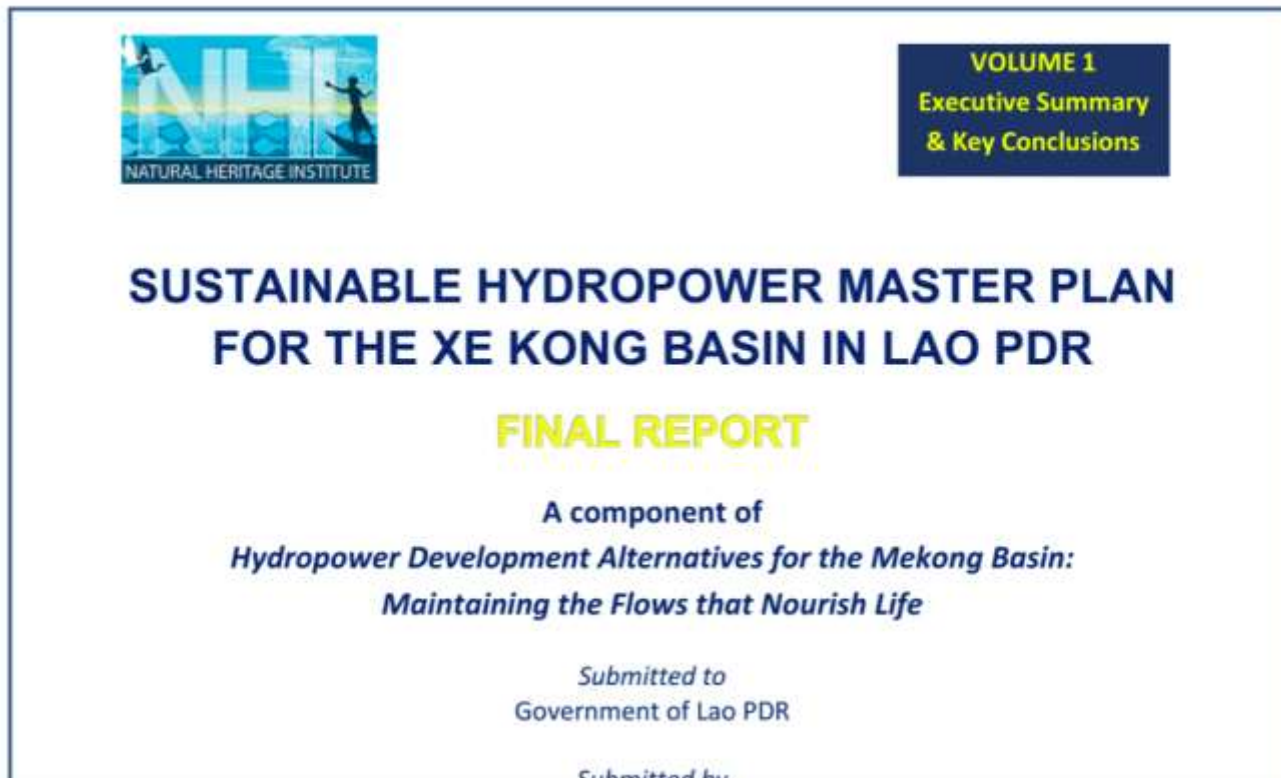 NHI
NATURAL HERITAGE INSTITUTE
VOLUME 1
Executive Summary
& Key Conclusions
SUSTAINABLE HYDROPOWER MASTER PLAN
FOR THE XE KONG BASIN IN LAO PDR
FINAL REPORT
A component of
Hydropower Development Alternatives for the Mekong Basin:
Maintaining the Flows that Nourish Life
Submitted to
Government of Lao PDR
Submitted by